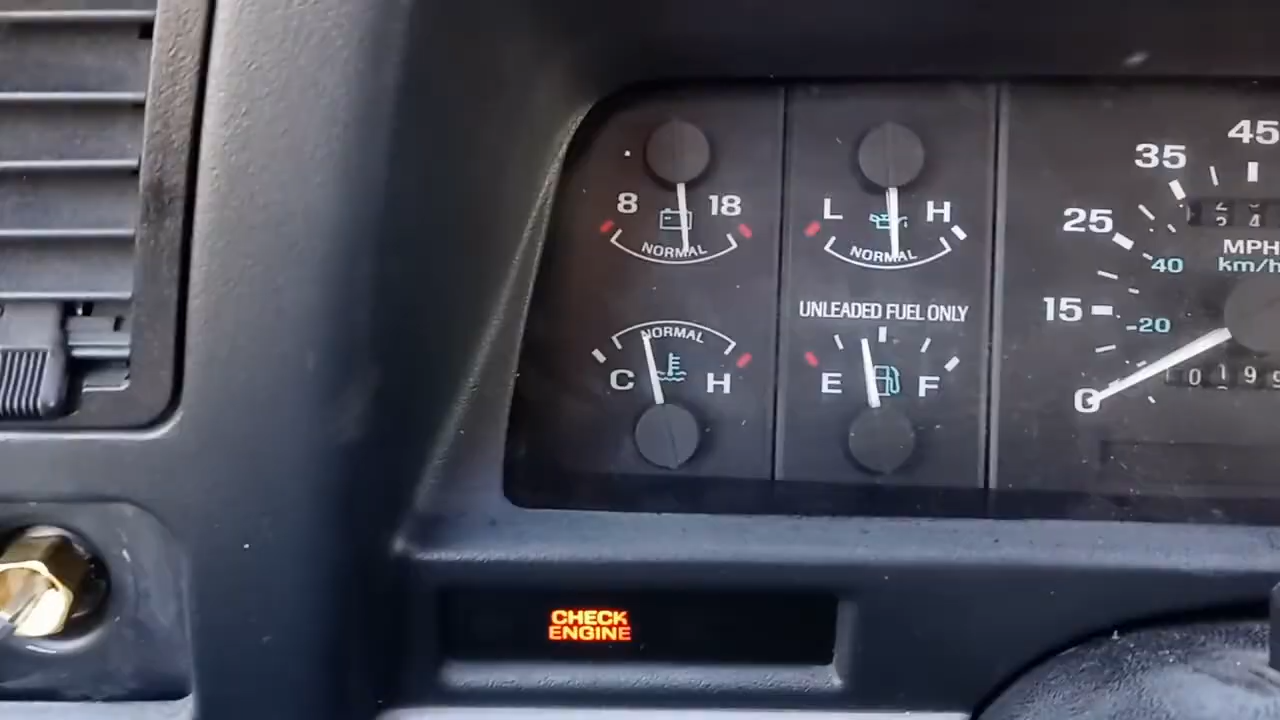 8 18
NORMAL
L H
NORMAL
NORMAL
C H
UNLEADED FUEL ONLY
E F
45
35
25
15
MPH
km/h
40
20
0
CHECK
ENGINE